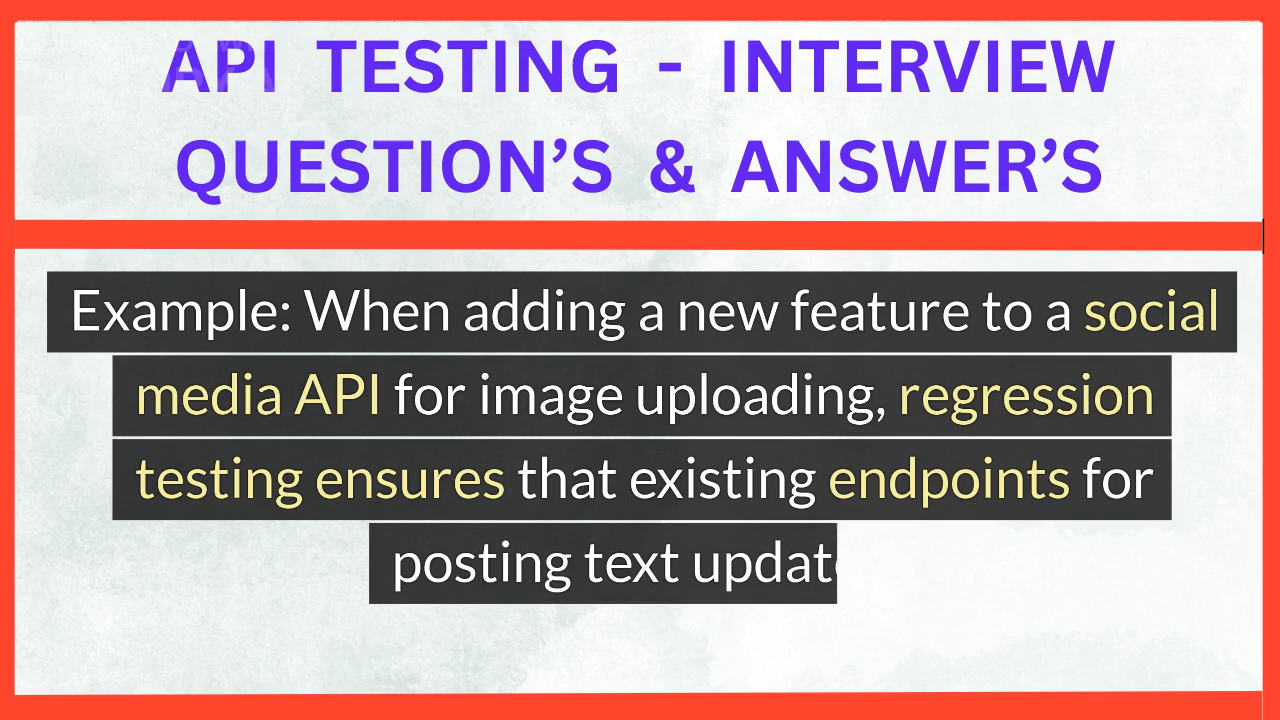 API TESTING - INTERVIEW
QUESTION’S & ANSWER’S
Example: When adding a new feature to a social
media API for image uploading, regression
testing ensures that existing endpoints for
posting text